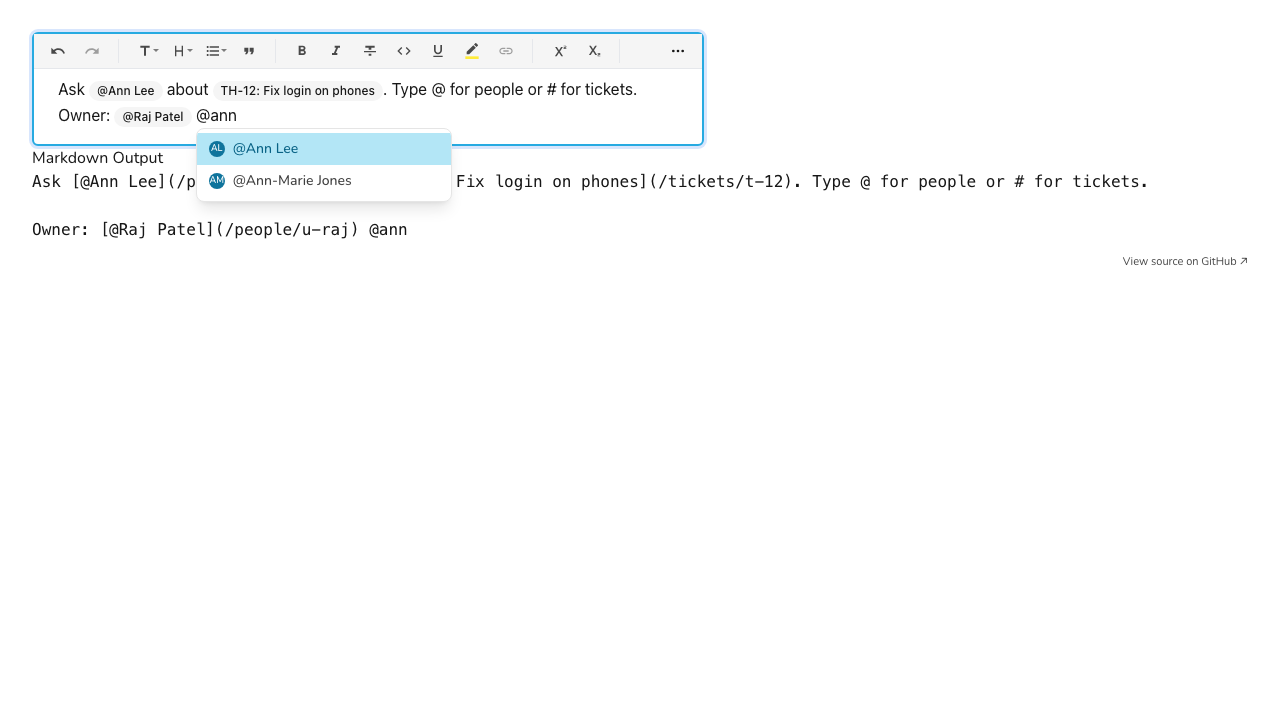 T H B I U X X
Ask @Ann Lee about TH-12: Fix login on phones. Type @ for people or # for tickets.
Owner: @Raj Patel @ann
AL @Ann Lee
AM @Ann-Marie Jones
Markdown Output
Ask [@Ann Lee](/p Fix login on phones](/tickets/t-12). Type @ for people or # for tickets.
Owner: [@Raj Patel](/people/u-raj) @ann
View source on GitHub ↗